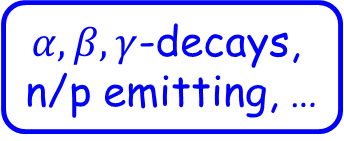 α, β, γ-decays,
n/p emitting, ...